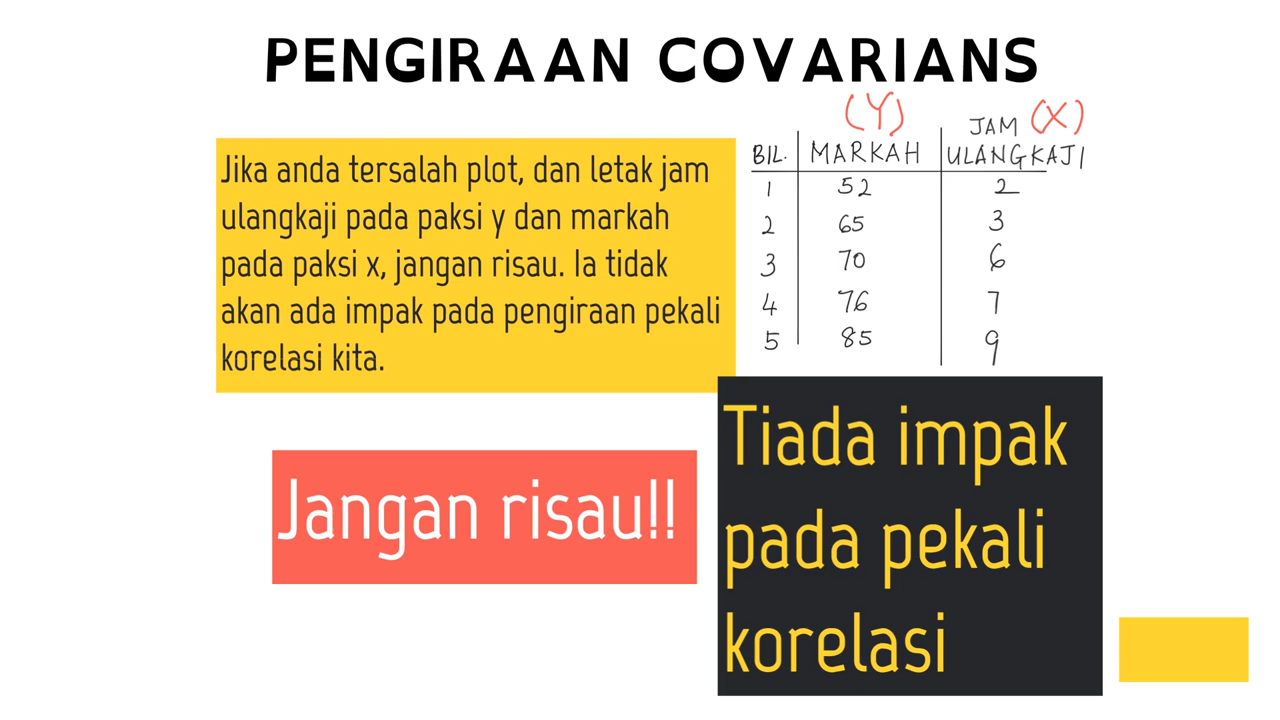 PENGIRAAN COVARIANS
Jika anda tersalah plot, dan letak jam
ulangkaji pada paksi y dan markah
pada paksi x, jangan risau. Ia tidak
akan ada impak pada pengiraan pekali
korelasi kita.
(Y) JAM (X)
BIL. MARKAH ULANGKAJI
1 52 2
2 65 3
3 70 6
4 76 7
5 85 9
Jangan risau!!
Tiada impak
pada pekali
korelasi